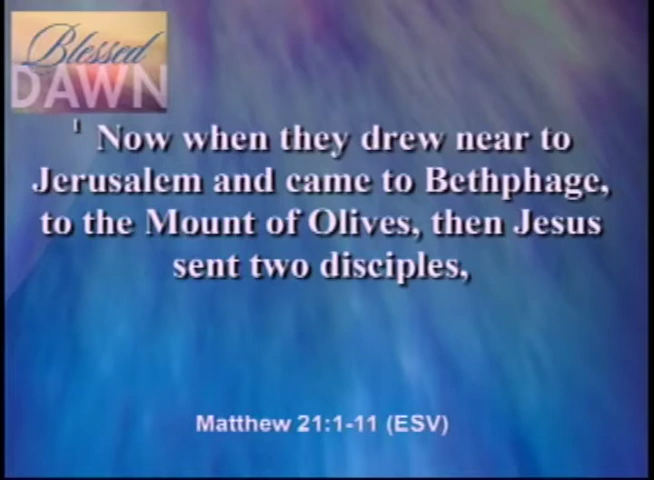 Blessed
DAWN
1 Now when they drew near to
Jerusalem and came to Bethphage,
to the Mount of Olives, then Jesus
sent two disciples,
Matthew 21:1-11 (ESV)